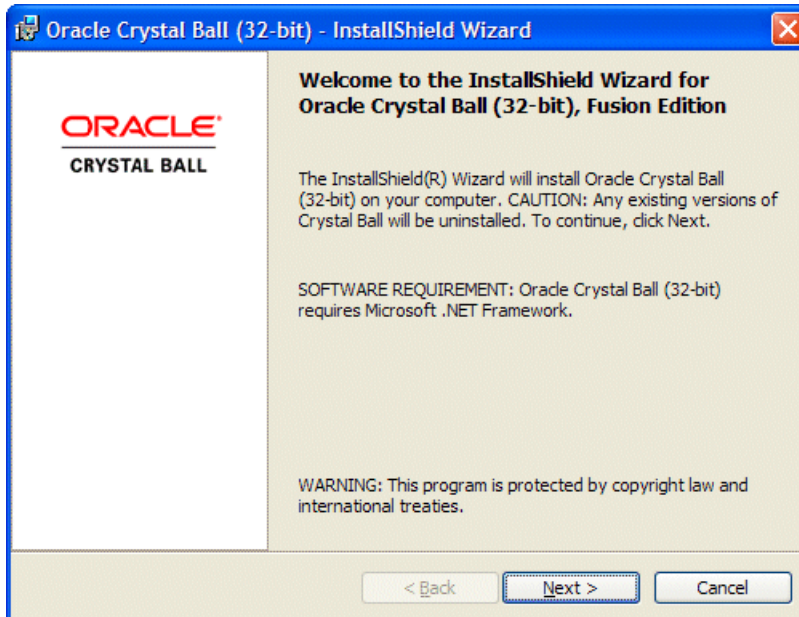 Oracle Crystal Ball (32-bit) - InstallShield Wizard
ORACLE®
CRYSTAL BALL
Welcome to the InstallShield Wizard for
Oracle Crystal Ball (32-bit), Fusion Edition
The InstallShield(R) Wizard will install Oracle Crystal Ball
(32-bit) on your computer. CAUTION: Any existing versions of
Crystal Ball will be uninstalled. To continue, click Next.
SOFTWARE REQUIREMENT: Oracle Crystal Ball (32-bit)
requires Microsoft .NET Framework.
WARNING: This program is protected by copyright law and
international treaties.
< Back
Next >
Cancel